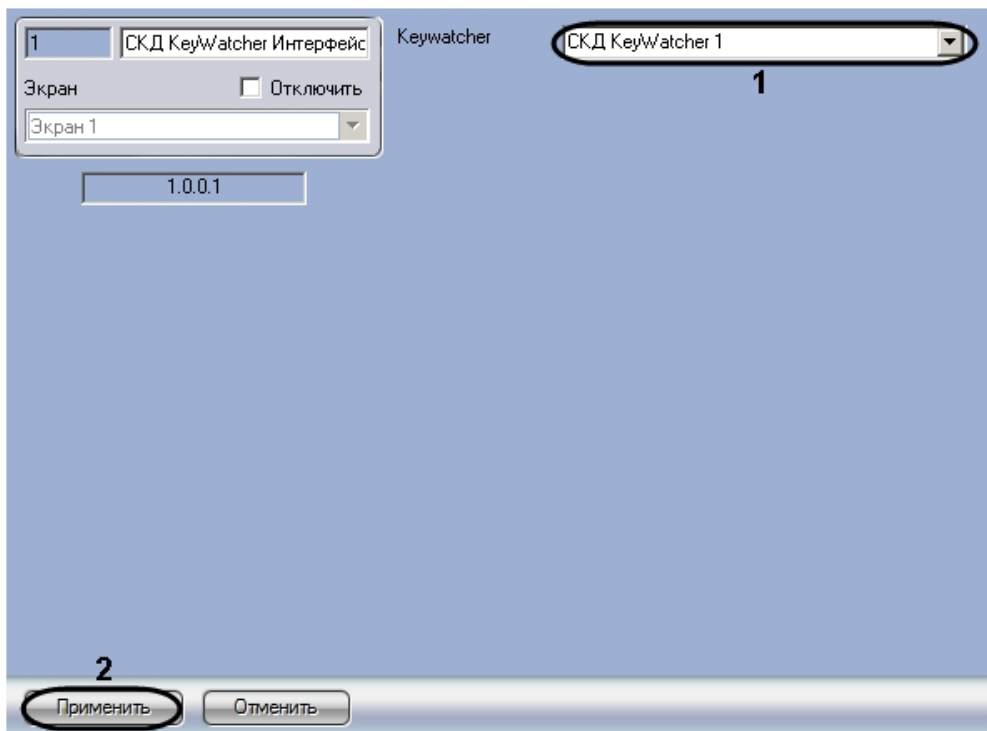 1 СКД KeyWatcher Интерфейс
Экран Отключить
Экран 1
1.0.0.1
Keywatcher СКД KeyWatcher 1
1
2
Применить Отменить